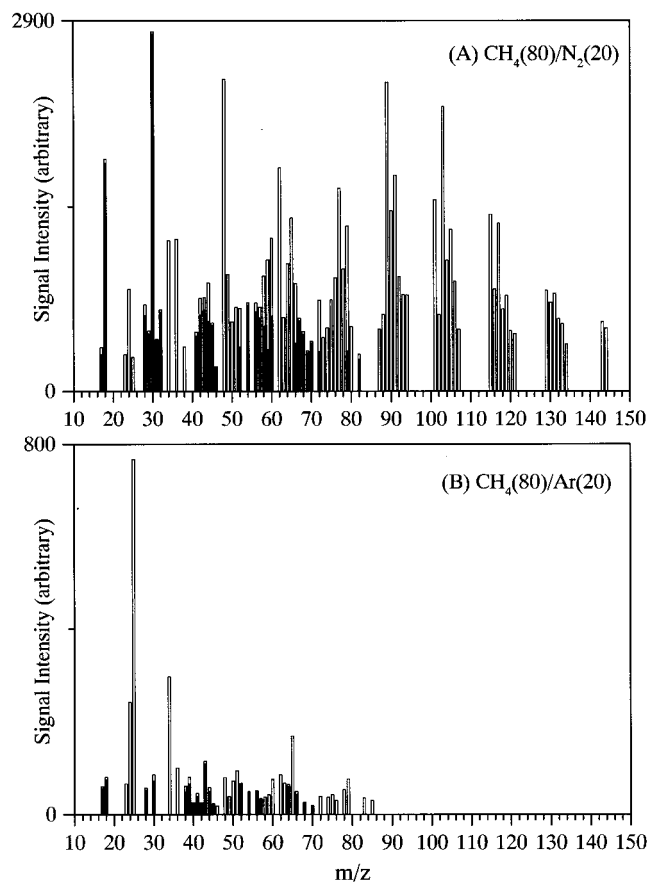 2900
(A) CH₄(80)/N₂(20)
Signal Intensity (arbitrary)
0
10 20 30 40 50 60 70 80 90 100 110 120 130 140 150
800
(B) CH₄(80)/Ar(20)
Signal Intensity (arbitrary)
0
10 20 30 40 50 60 70 80 90 100 110 120 130 140 150
m/z